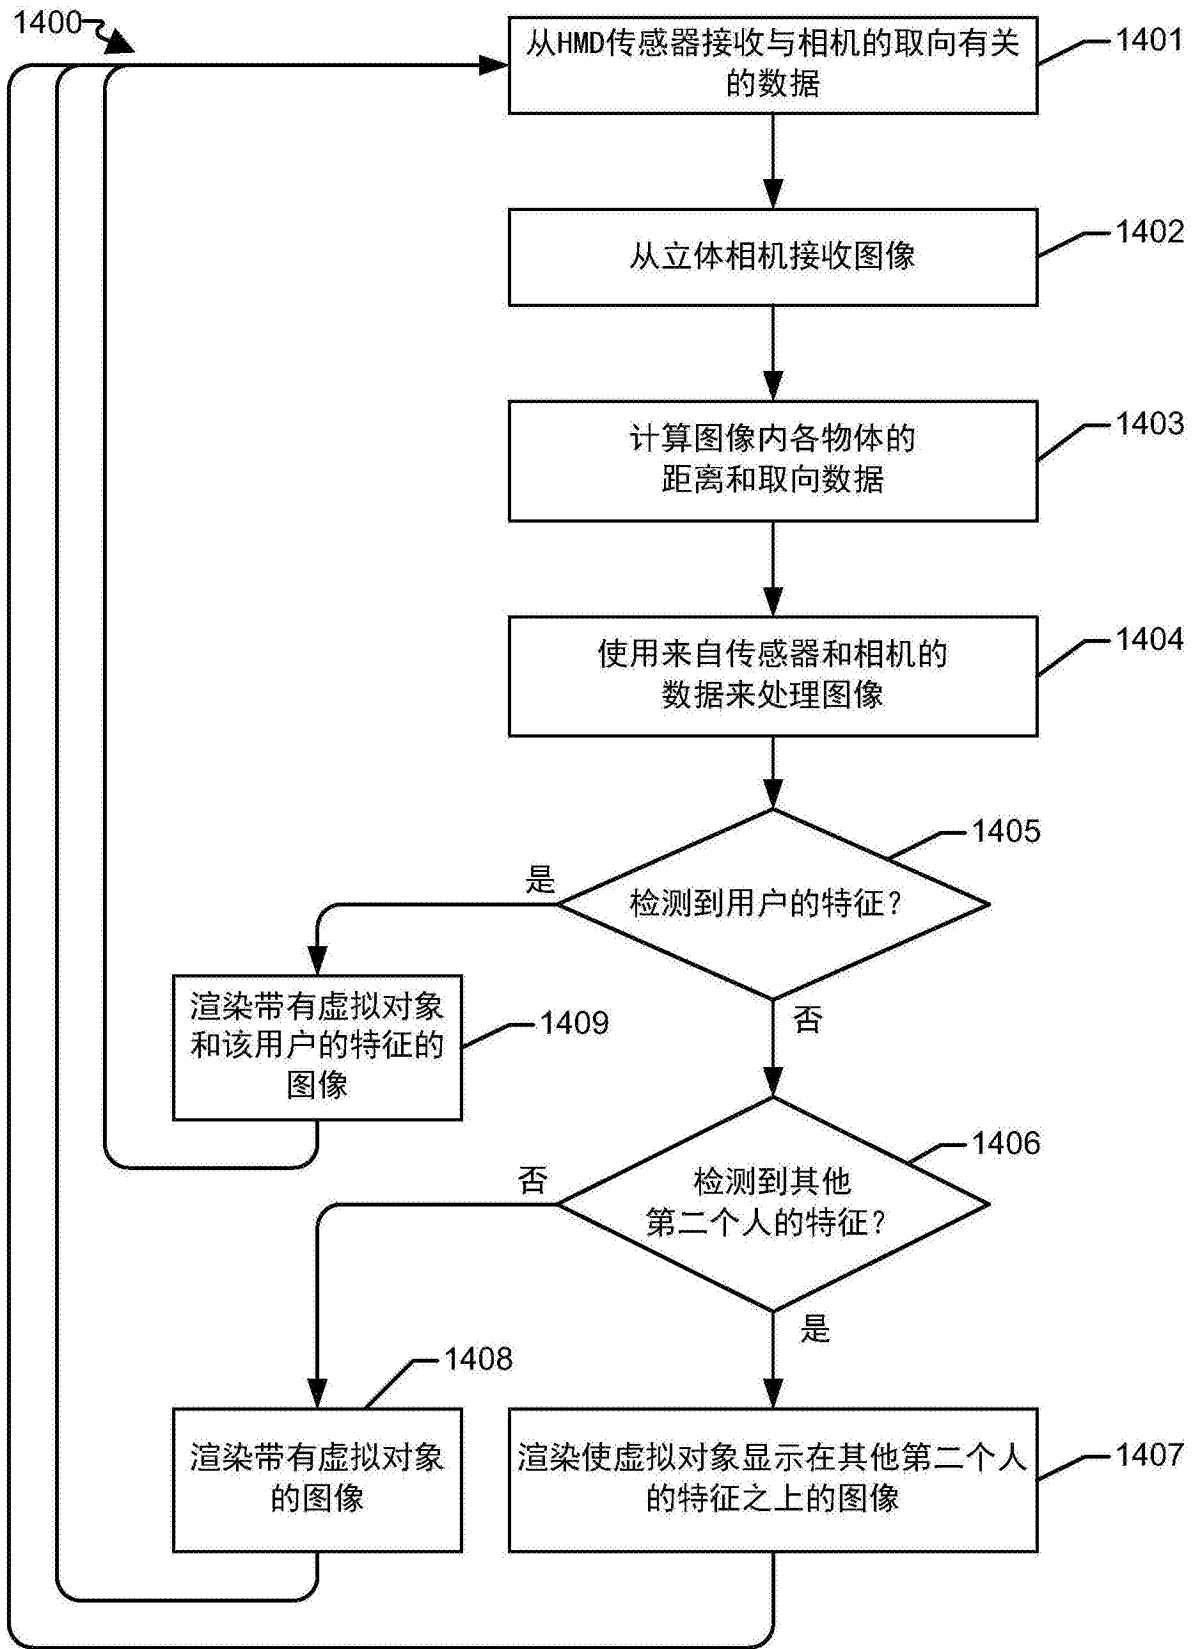 1400
从HMD传感器接收与相机的取向有关
的数据
1401
从立体相机接收图像
1402
计算图像内各物体的
距离和取向数据
1403
使用来自传感器和相机的
数据来处理图像
1404
检测到用户的特征？
1405
是
否
渲染带有虚拟对象
和该用户的特征的
图像
1409
检测到其他
第二个人的特征？
1406
否
是
渲染带有虚拟对象
的图像
1408
渲染使虚拟对象显示在其他第二个人
的特征之上的图像
1407